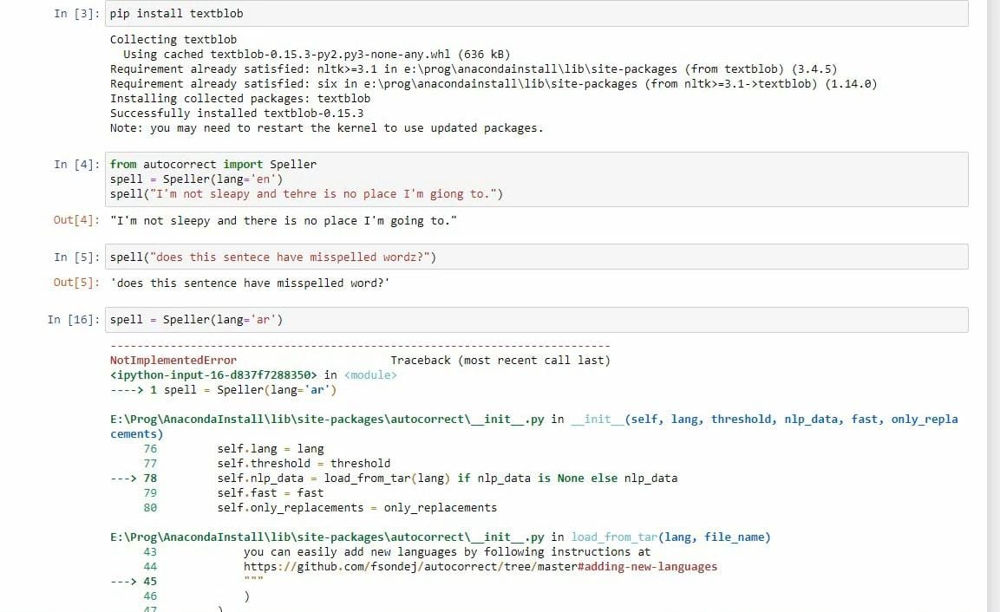 In [3]: pip install textblob
Collecting textblob
  Using cached textblob-0.15.3-py2.py3-none-any.whl (636 kB)
Requirement already satisfied: nltk>=3.1 in e:\prog\anacondainstall\lib\site-packages (from textblob) (3.4.5)
Requirement already satisfied: six in e:\prog\anacondainstall\lib\site-packages (from nltk>=3.1->textblob) (1.14.0)
Installing collected packages: textblob
Successfully installed textblob-0.15.3
Note: you may need to restart the kernel to use updated packages.
In [4]: from autocorrect import Speller
spell = Speller(lang='en')
spell("I'm not sleapy and tehre is no place I'm giong to.")
Out[4]: "I'm not sleepy and there is no place I'm going to."
In [5]: spell("does this sentece have misspelled wordz?")
Out[5]: 'does this sentence have misspelled word?'
In [16]: spell = Speller(lang='ar')
---------------------------------------------------------------------------
NotImplementedError                       Traceback (most recent call last)
<ipython-input-16-d837f7288350> in <module>
----> 1 spell = Speller(lang='ar')
E:\Prog\AnacondaInstall\lib\site-packages\autocorrect\__init__.py in __init__(self, lang, threshold, nlp_data, fast, only_repla
cements)
     76         self.lang = lang
     77         self.threshold = threshold
---> 78         self.nlp_data = load_from_tar(lang) if nlp_data is None else nlp_data
     79         self.fast = fast
     80         self.only_replacements = only_replacements
E:\Prog\AnacondaInstall\lib\site-packages\autocorrect\__init__.py in load_from_tar(lang, file_name)
     43             you can easily add new languages by following instructions at
     44             https://github.com/fsondej/autocorrect/tree/master#adding-new-languages
---> 45             """
     46             )
     47         )